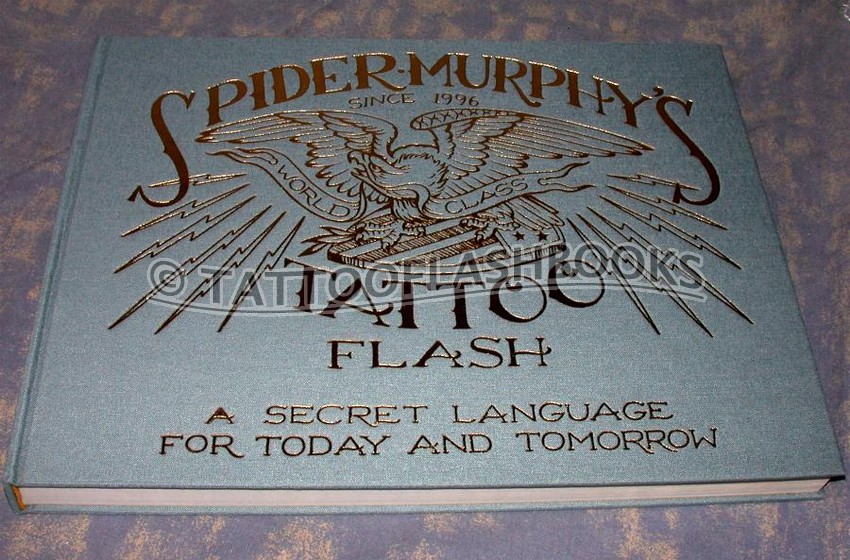 SPIDER·MURPHY'S
SINCE 1996
WORLD CLASS
© TATTOOFLASHBOOKS
TATTOO
FLASH
A SECRET LANGUAGE
FOR TODAY AND TOMORROW